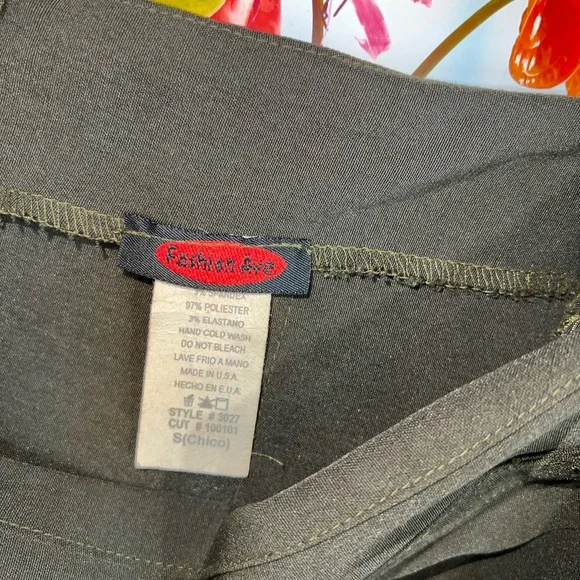 Fashion Ave
% SPANDEX
97% POLIESTER
3% ELASTANO
HAND COLD WASH
DO NOT BLEACH
LAVE FRIO A MANO
MADE IN U.S.A.
HECHO EN E.U.A.
STYLE # 3027
CUT # 100101
S(Chico)